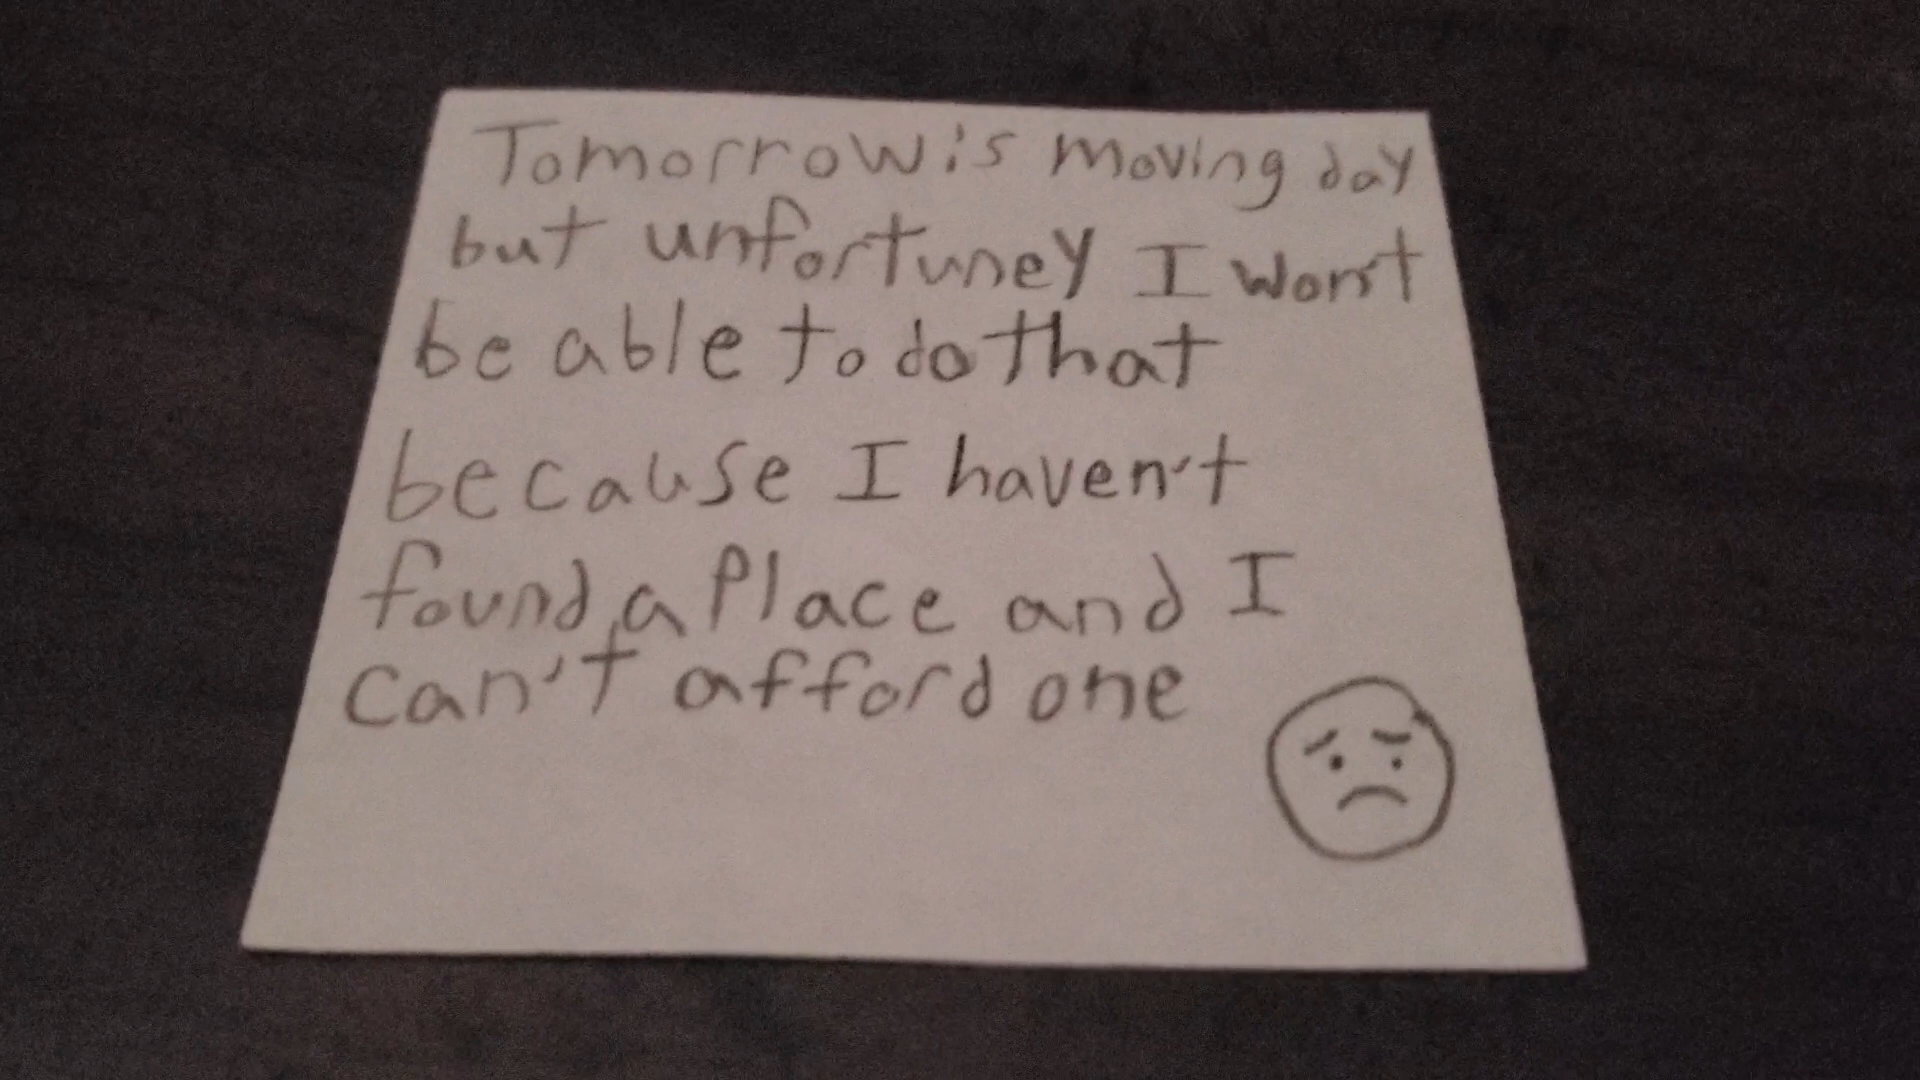 Tomorrow is moving day
but unfortuney I won't
be able to do that
because I haven't
found a place and I
can't afford one